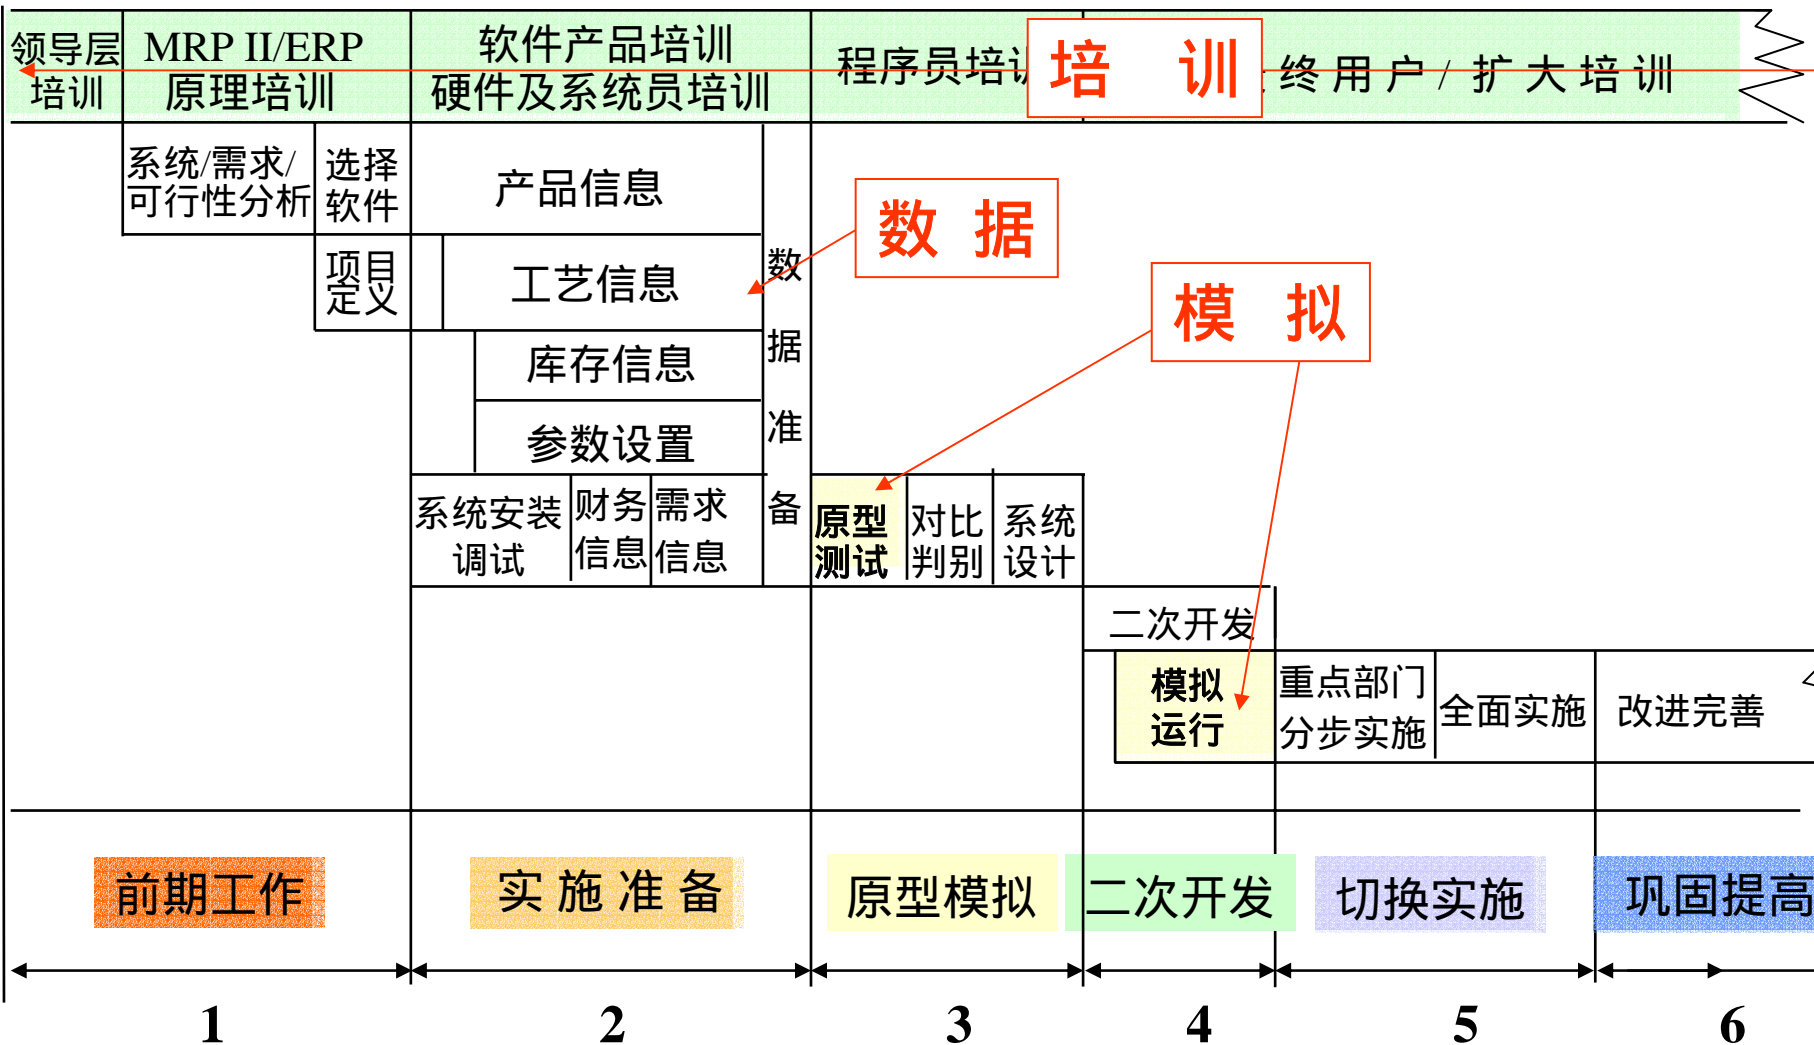 领导层
培训
MRP II/ERP
原理培训
软件产品培训
硬件及系统员培训
程序员培训
培 训
终用户/ 扩大培训
系统/需求/
可行性分析
选择
软件
产品信息
数据准备
数 据
项目
定义
工艺信息
模 拟
库存信息
参数设置
系统安装
调试
财务
信息
需求
信息
原型
测试
对比
判别
系统
设计
二次开发
模拟
运行
重点部门
分步实施
全面实施
改进完善
前期工作
实施准备
原型模拟
二次开发
切换实施
巩固提高
1
2
3
4
5
6